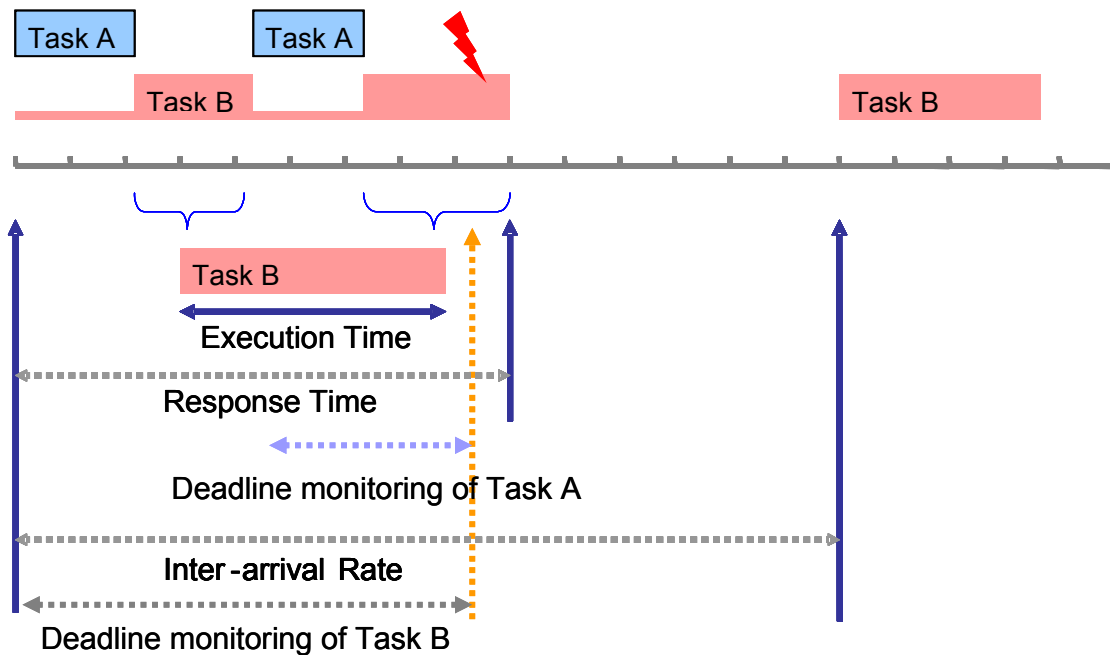 Task A
Task A
Task B
Task B
Task B
Execution Time
Response Time
Deadline monitoring of Task A
Inter-arrival Rate
Deadline monitoring of Task B